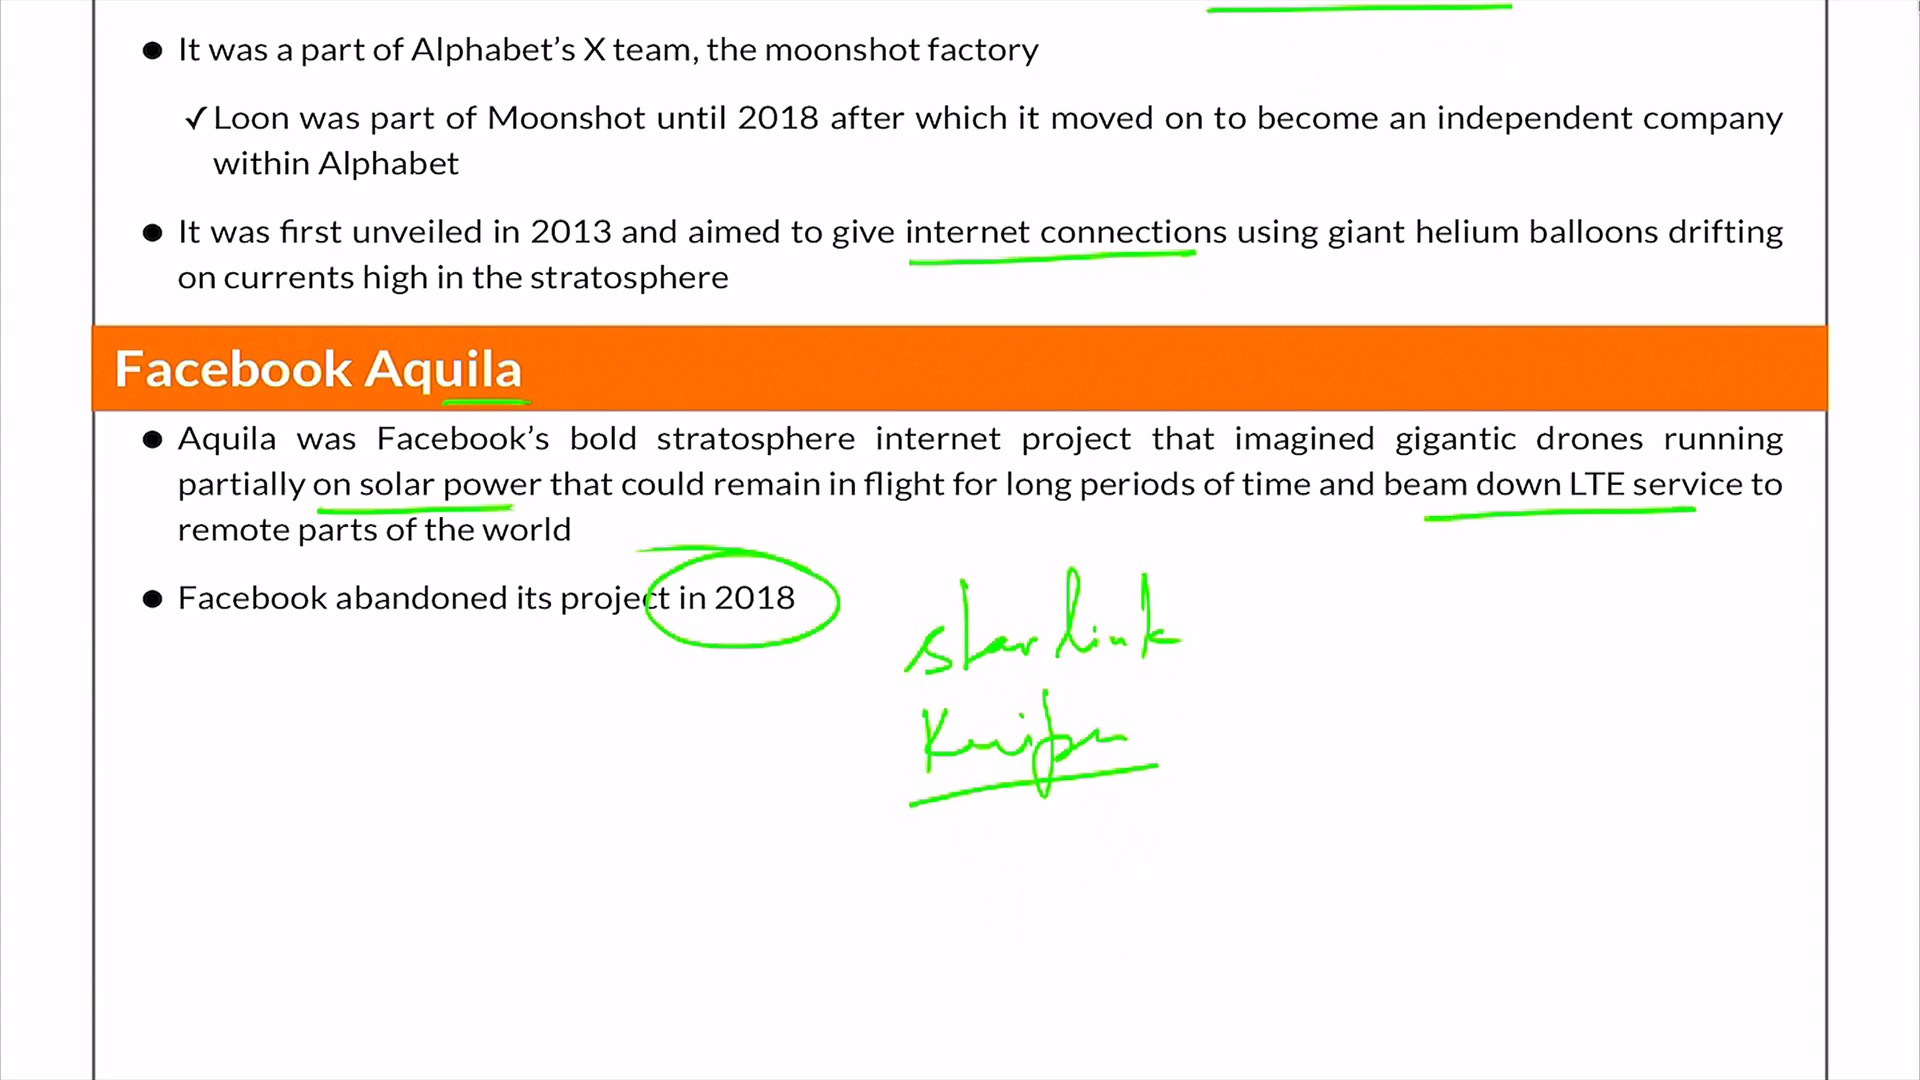 ● It was a part of Alphabet's X team, the moonshot factory
✓ Loon was part of Moonshot until 2018 after which it moved on to become an independent company
within Alphabet
● It was first unveiled in 2013 and aimed to give internet connections using giant helium balloons drifting
on currents high in the stratosphere
Facebook Aquila
● Aquila was Facebook's bold stratosphere internet project that imagined gigantic drones running
partially on solar power that could remain in flight for long periods of time and beam down LTE service to
remote parts of the world
● Facebook abandoned its project in 2018
starlink